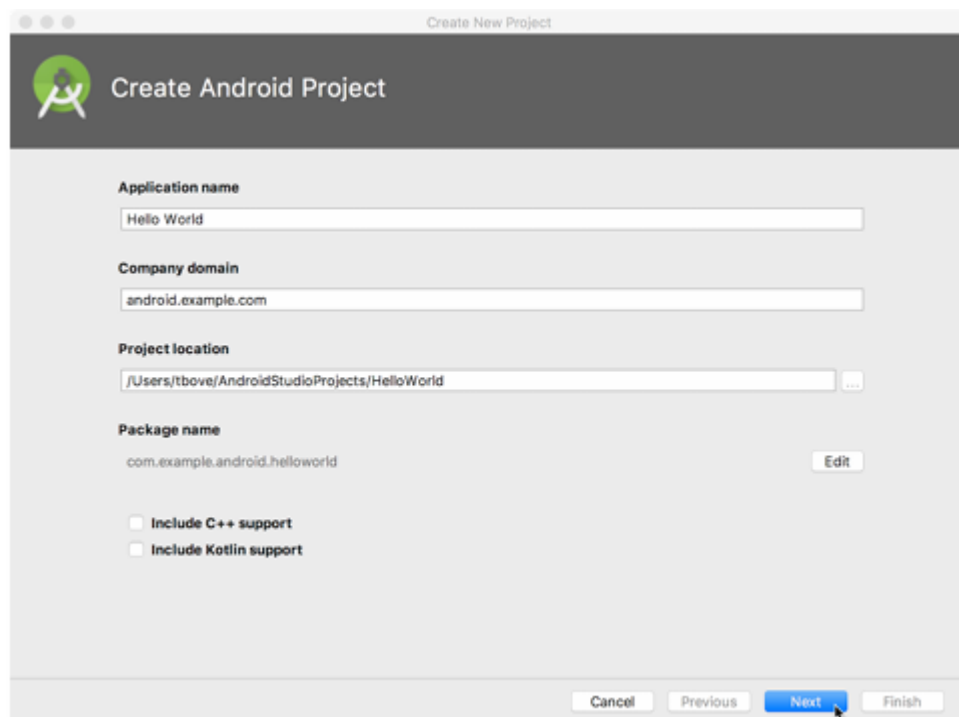 Create New Project
Create Android Project
Application name
Hello World
Company domain
android.example.com
Project location
/Users/tbove/AndroidStudioProjects/HelloWorld
...
Package name
com.example.android.helloworld
Edit
Include C++ support
Include Kotlin support
Cancel Previous Next Finish